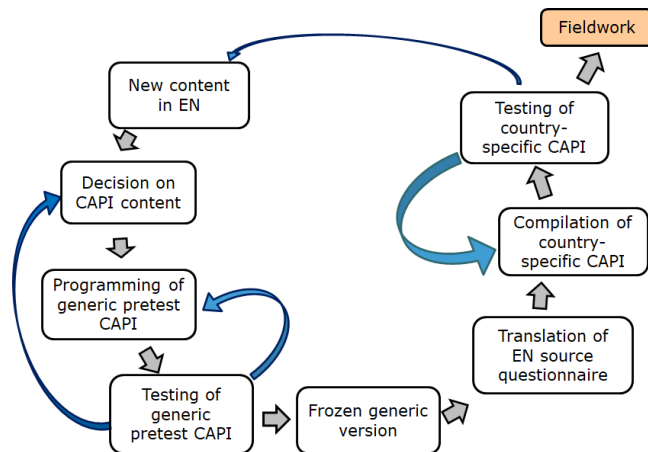 Fieldwork
New content
in EN
Testing of
country-
specific CAPI
Decision on
CAPI content
Compilation of
country-
specific CAPI
Programming of
generic pretest
CAPI
Translation of
EN source
questionnaire
Testing of
generic
pretest CAPI
Frozen generic
version